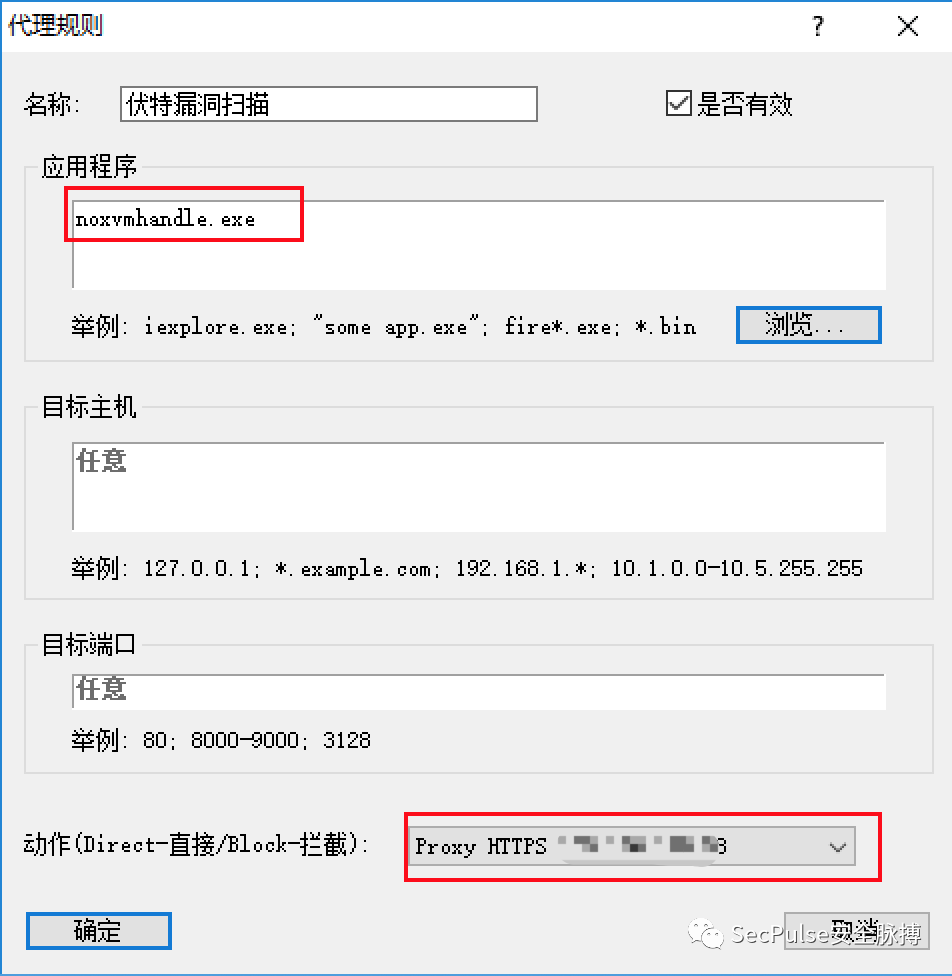 代理规则
?
名称:
伏特漏洞扫描
是否有效
应用程序
noxvmhandle.exe
举例: iexplore.exe; "some app.exe"; fire*.exe; *.bin
浏览...
目标主机
任意
举例: 127.0.0.1; *.example.com; 192.168.1.*; 10.1.0.0-10.5.255.255
目标端口
任意
举例: 80; 8000-9000; 3128
动作(Direct-直接/Block-拦截):
Proxy HTTPS
确定
取消
SecPulse安全脉搏